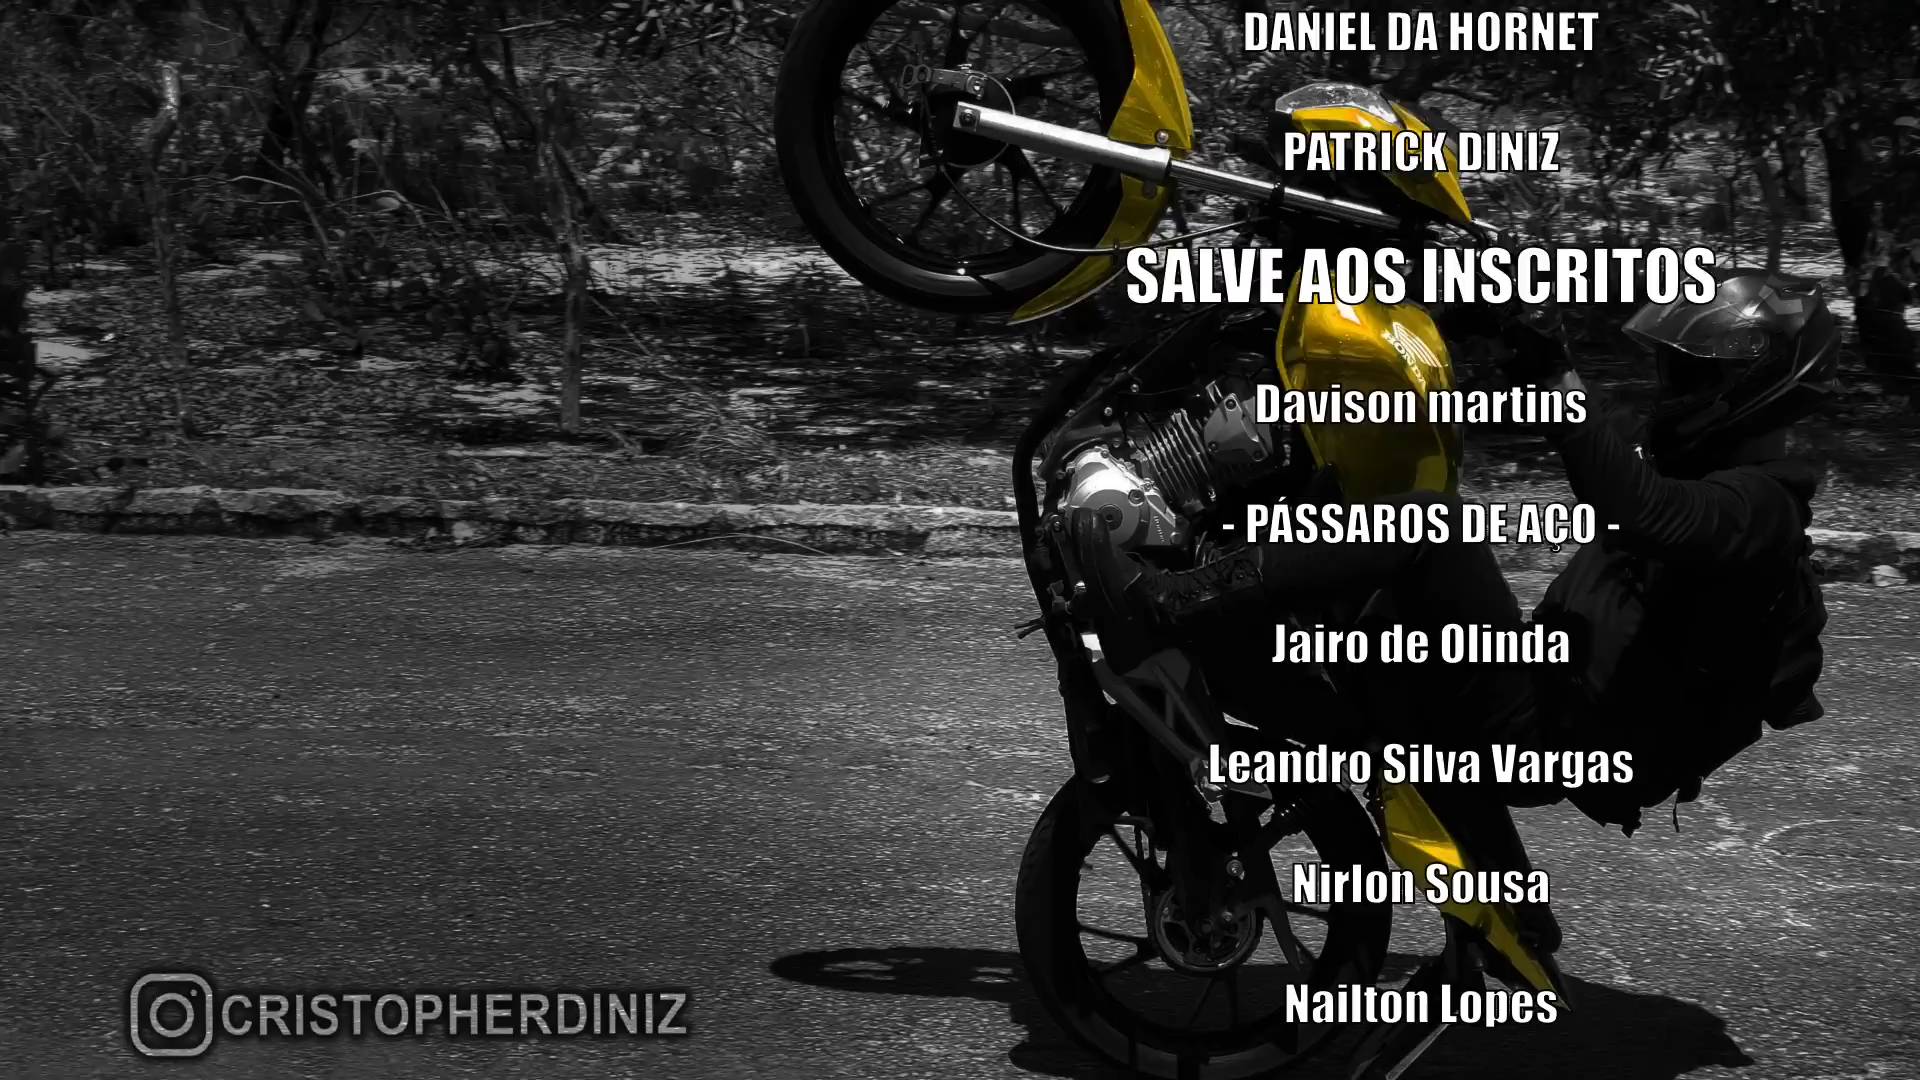 DANIEL DA HORNET
PATRICK DINIZ
SALVE AOS INSCRITOS
HONDA
Davison martins
- PÁSSAROS DE AÇO -
Jairo de Olinda
Leandro Silva Vargas
Nirlon Sousa
Nailton Lopes
CRISTOPHERDINIZ